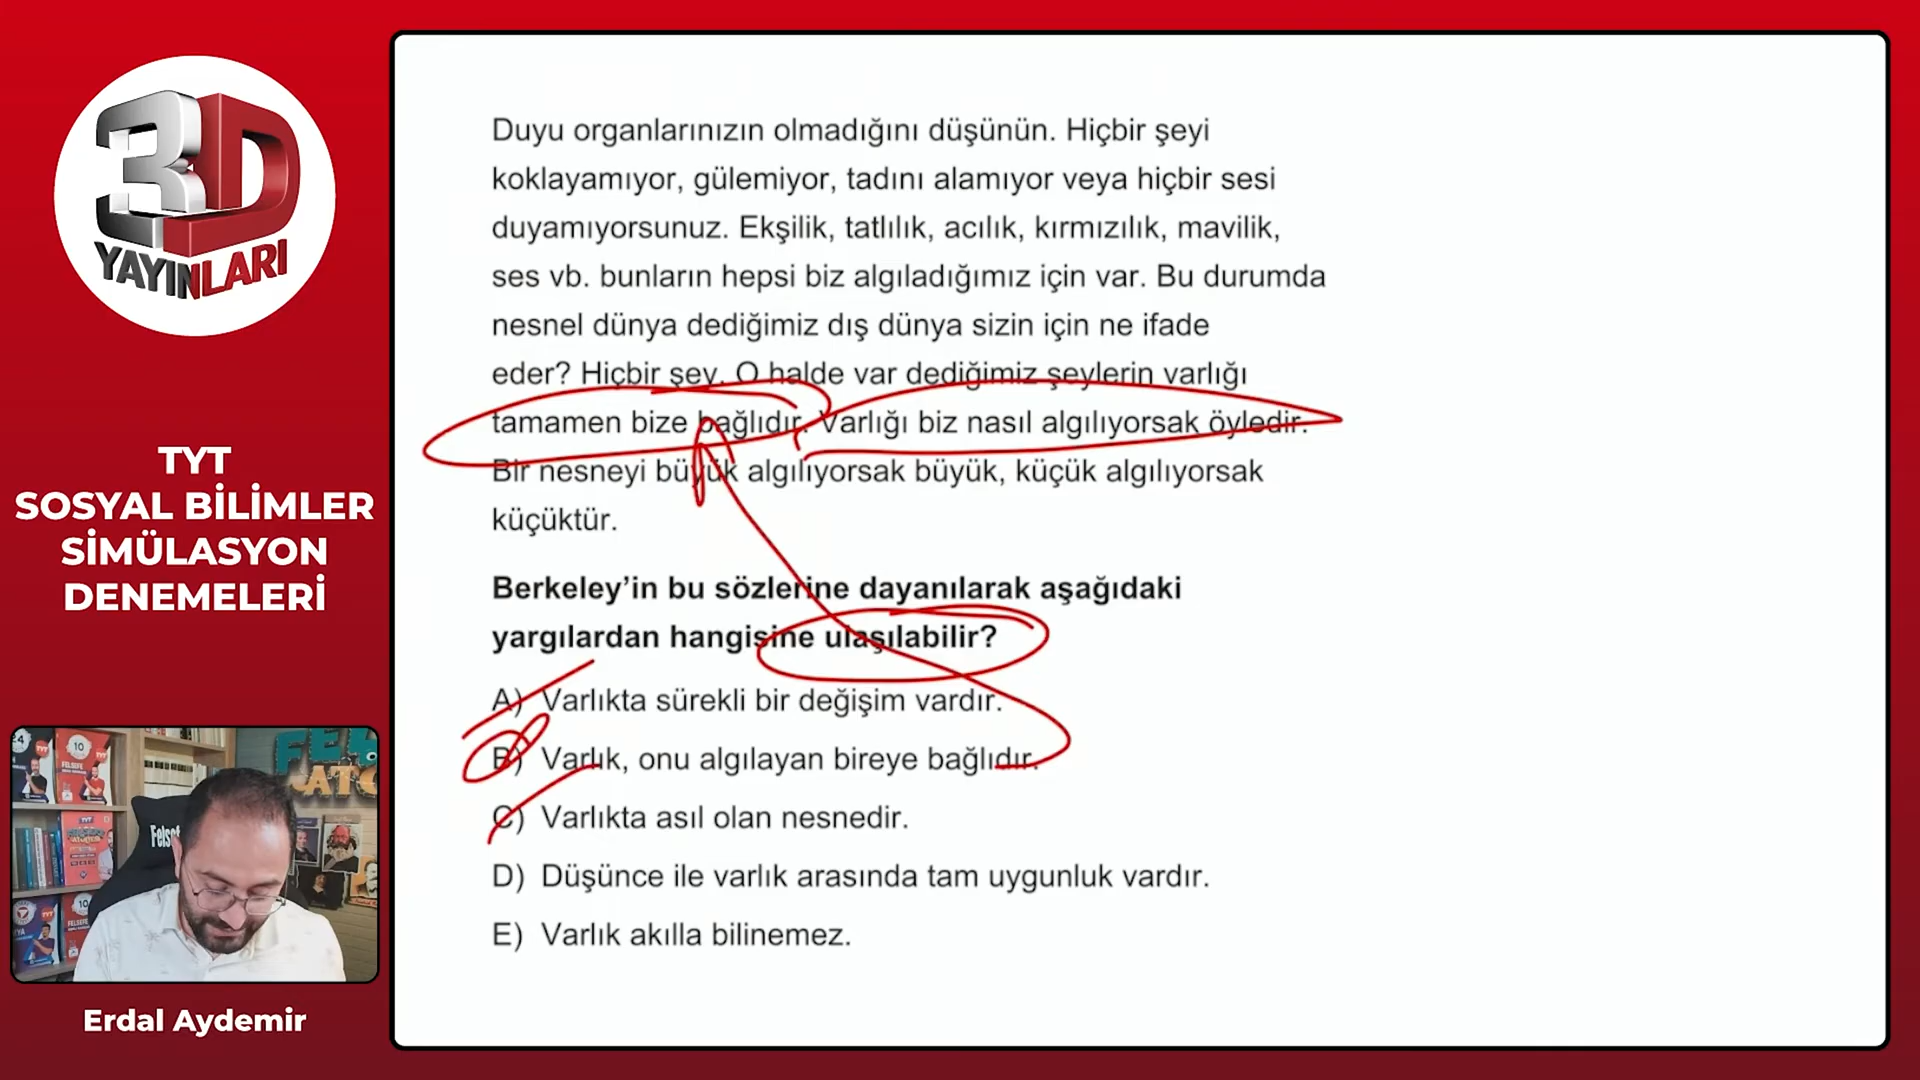 3D
YAYINLARI
TYT
SOSYAL BİLİMLER
SİMÜLASYON
DENEMELERİ
Erdal Aydemir
Duyu organlarınızın olmadığını düşünün. Hiçbir şeyi
koklayamıyor, gülemiyor, tadını alamıyor veya hiçbir sesi
duyamıyorsunuz. Ekşilik, tatlılık, acılık, kırmızılık, mavilik,
ses vb. bunların hepsi biz algıladığımız için var. Bu durumda
nesnel dünya dediğimiz dış dünya sizin için ne ifade
eder? Hiçbir şey. O halde var dediğimiz şeylerin varlığı
tamamen bize bağlıdır. Varlığı biz nasıl algılıyorsak öyledir.
Bir nesneyi büyük algılıyorsak büyük, küçük algılıyorsak
küçüktür.
Berkeley’in bu sözlerine dayanılarak aşağıdaki
yargılardan hangisine ulaşılabilir?
A) Varlıkta sürekli bir değişim vardır.
B) Varlık, onu algılayan bireye bağlıdır.
C) Varlıkta asıl olan nesnedir.
D) Düşünce ile varlık arasında tam uygunluk vardır.
E) Varlık akılla bilinemez.